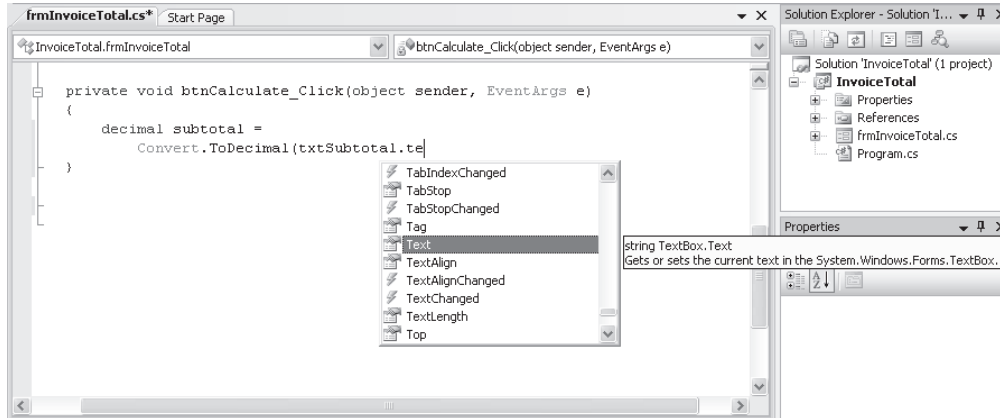 frmInvoiceTotal.cs* Start Page
InvoiceTotal.frmInvoiceTotal
btnCalculate_Click(object sender, EventArgs e)
private void btnCalculate_Click(object sender, EventArgs e)
{
decimal subtotal =
Convert.ToDecimal(txtSubtotal.te
}
TabIndexChanged
TabStop
TabStopChanged
Tag
Text
TextAlign
TextAlignChanged
TextChanged
TextLength
Top
string TextBox.Text
Gets or sets the current text in the System.Windows.Forms.TextBox.
Solution Explorer - Solution 'I...
Solution 'InvoiceTotal' (1 project)
InvoiceTotal
Properties
References
frmInvoiceTotal.cs
Program.cs
Properties